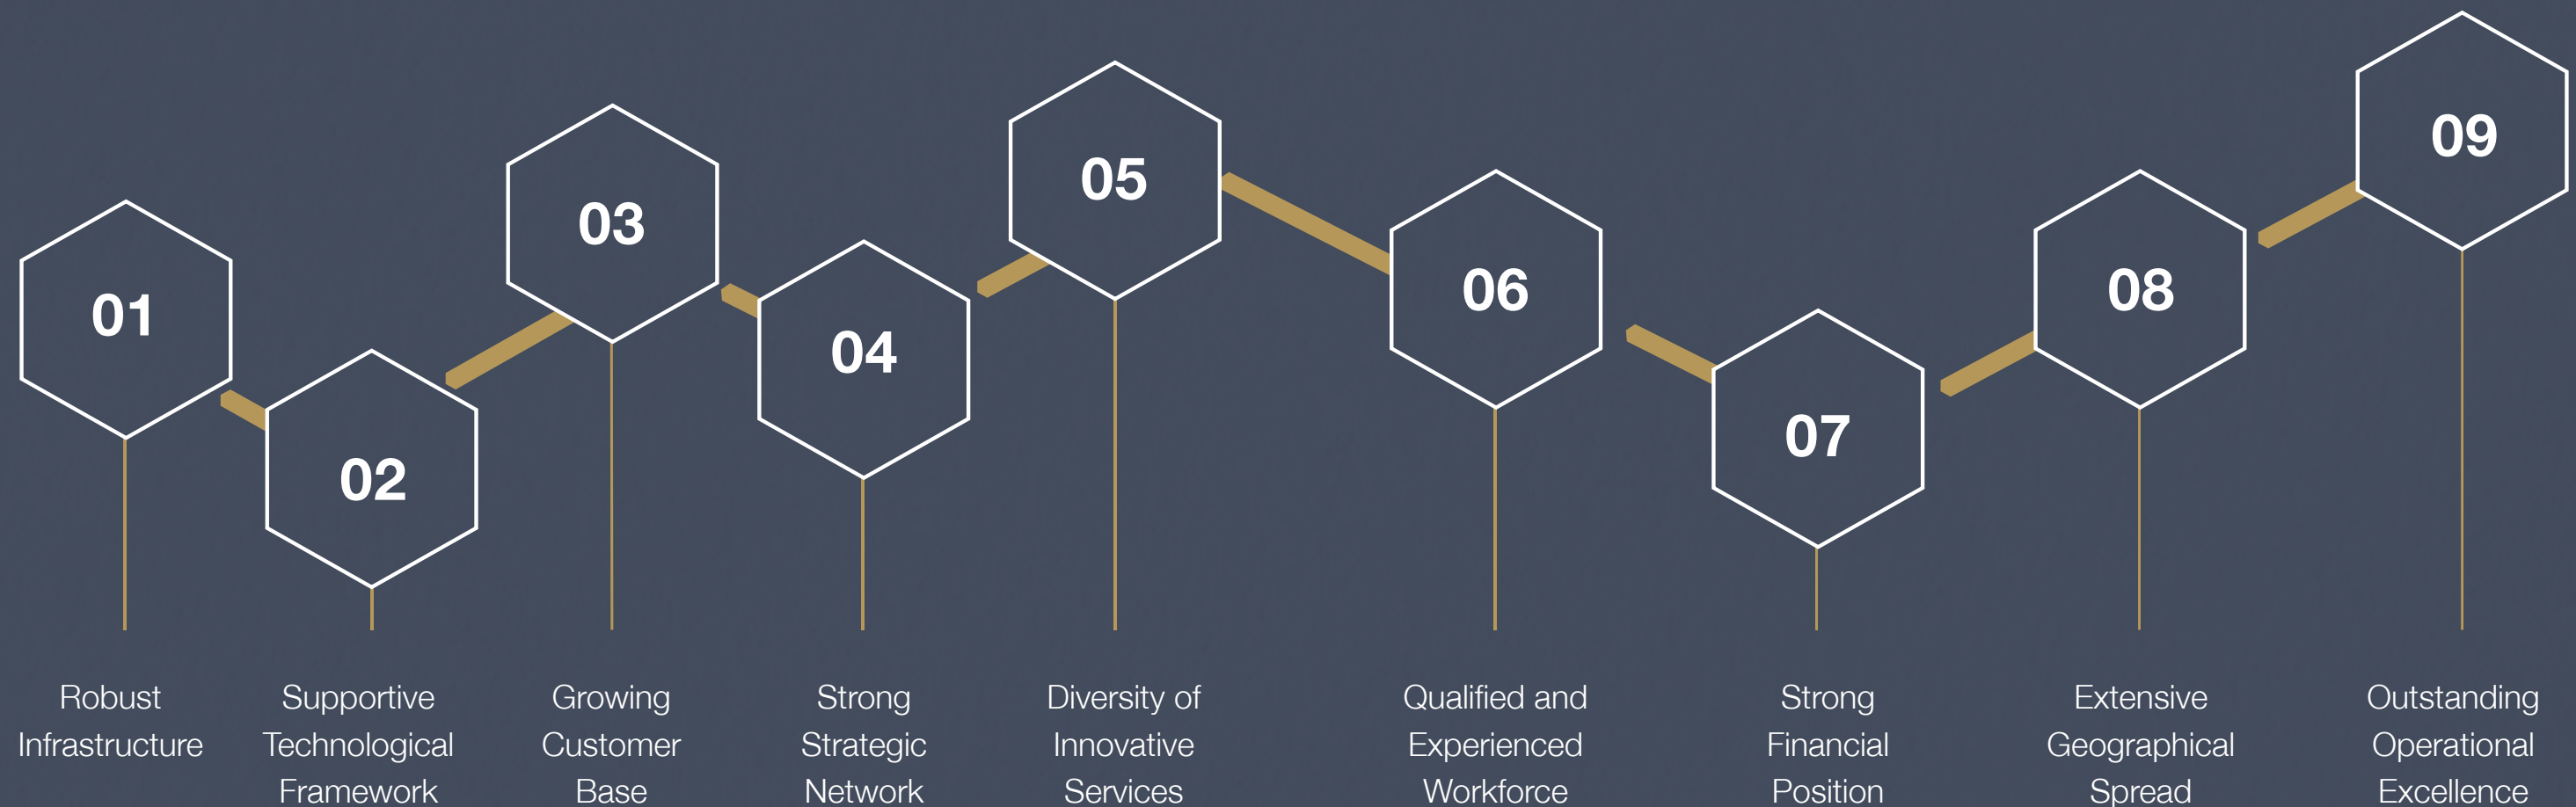 01
02
03
04
05
06
07
08
09
Robust
Infrastructure
Supportive
Technological
Framework
Growing
Customer
Base
Strong
Strategic
Network
Diversity of
Innovative
Services
Qualified and
Experienced
Workforce
Strong
Financial
Position
Extensive
Geographical
Spread
Outstanding
Operational
Excellence